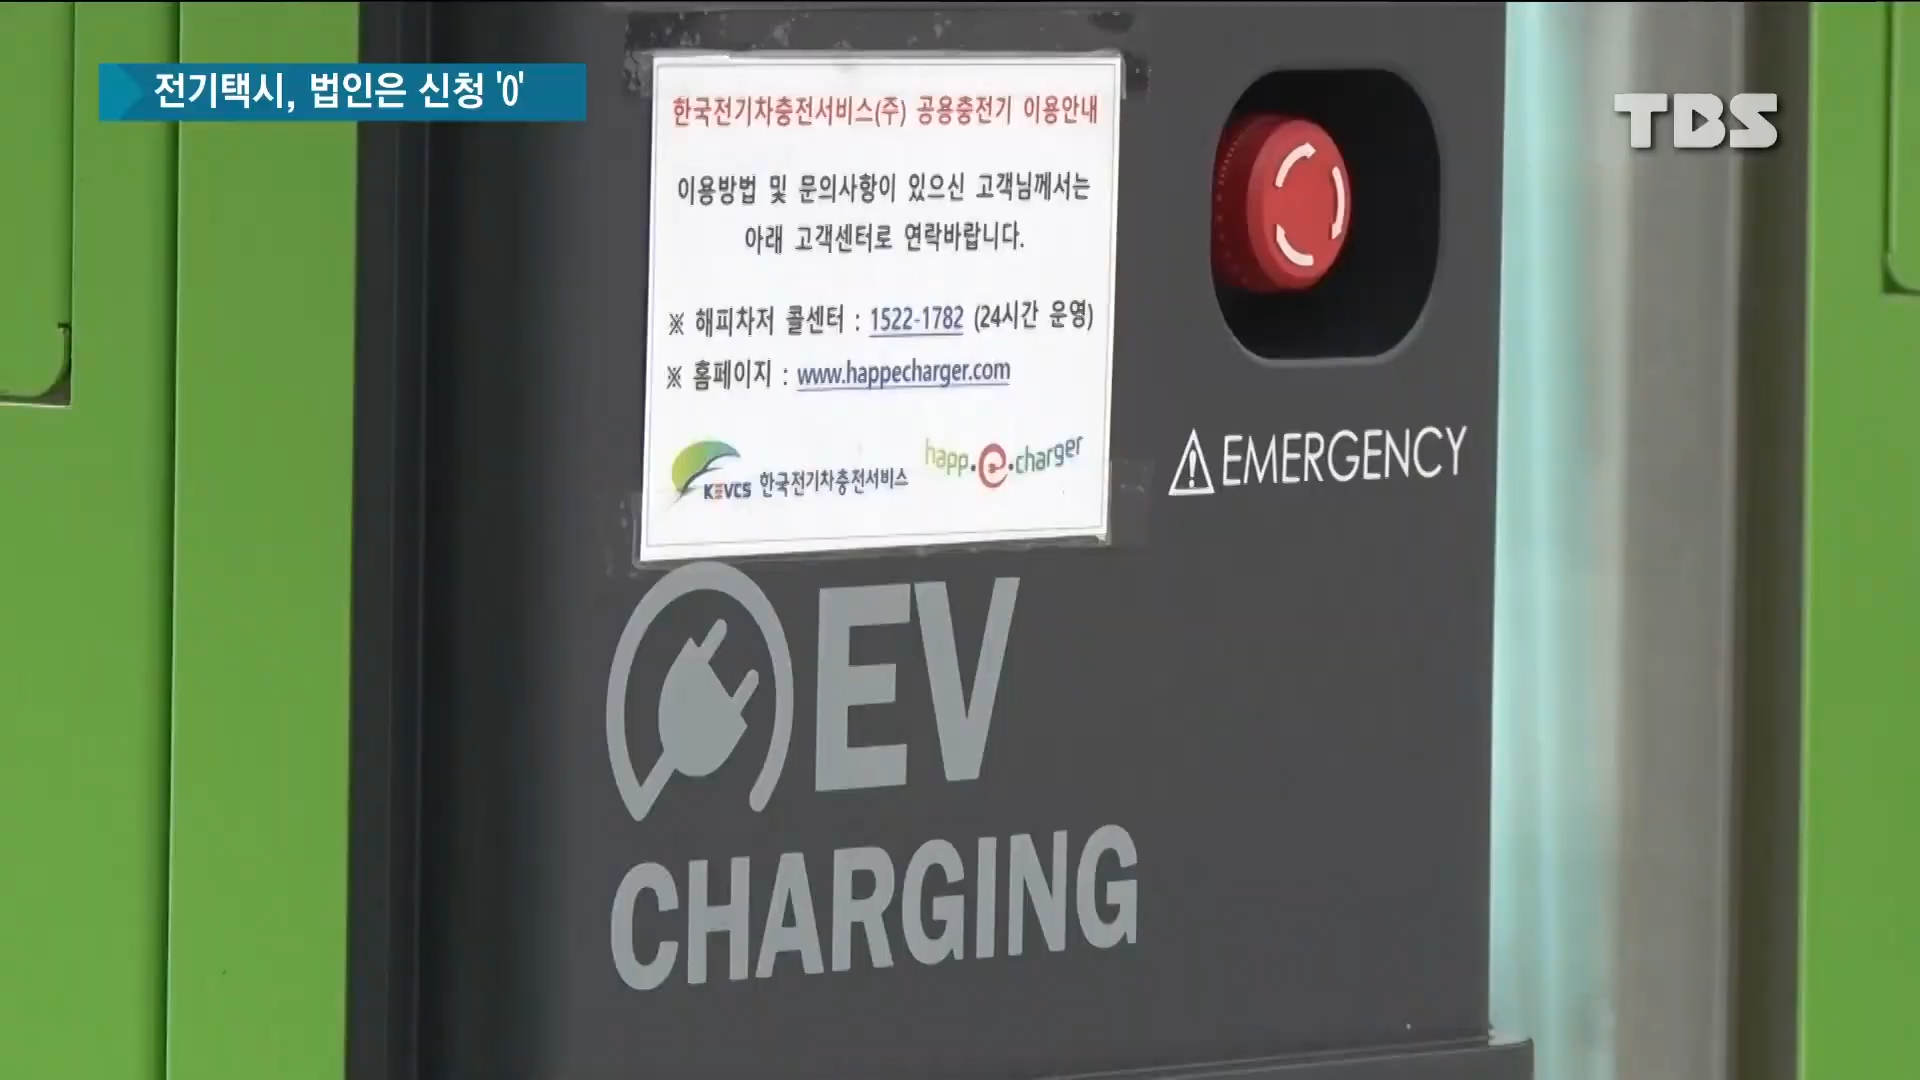 전기택시, 법인은 신청 '0'
TBS
한국전기차충전서비스(주) 공용충전기 이용안내
이용방법 및 문의사항이 있으신 고객님께서는
아래 고객센터로 연락바랍니다.
※ 해피차저 콜센터 : 1522-1782 (24시간 운영)
※ 홈페이지 : www.happecharger.com
KEVCS 한국전기차충전서비스
happ·e·charger
EMERGENCY
EV
CHARGING